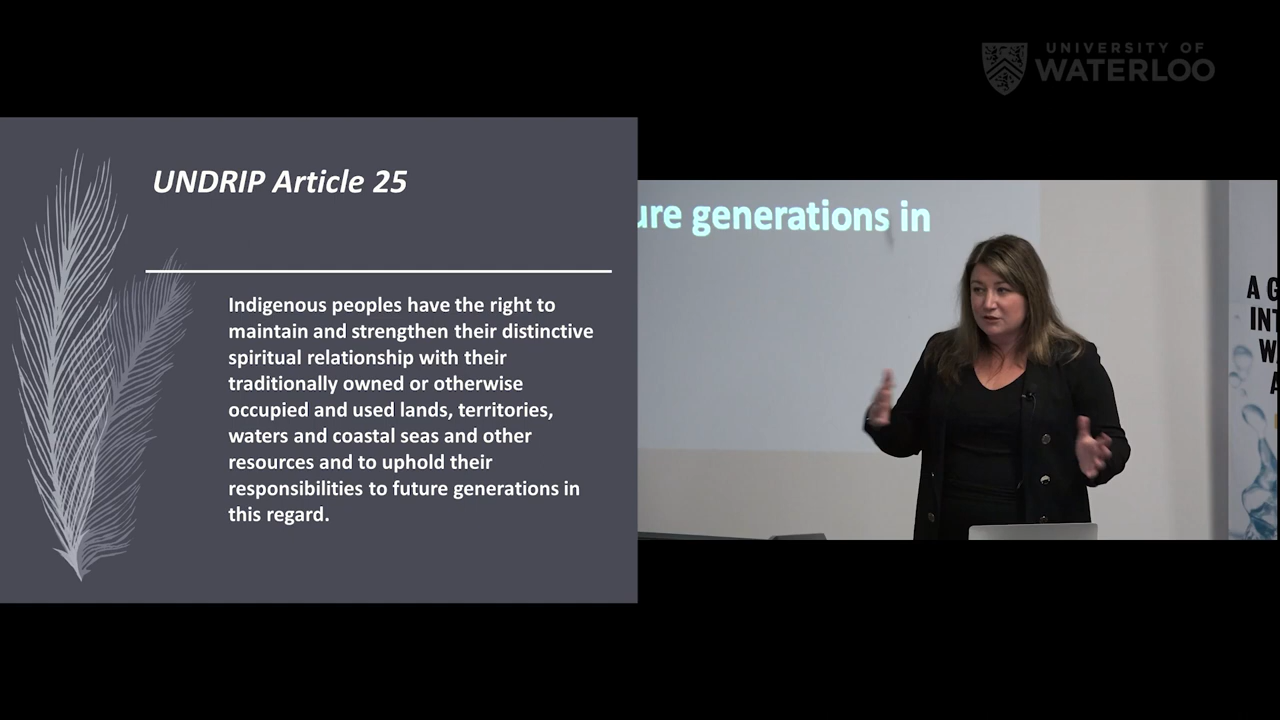 UNIVERSITY OF
WATERLOO
UNDRIP Article 25
Indigenous peoples have the right to
maintain and strengthen their distinctive
spiritual relationship with their
traditionally owned or otherwise
occupied and used lands, territories,
waters and coastal seas and other
resources and to uphold their
responsibilities to future generations in
this regard.
generations in
A